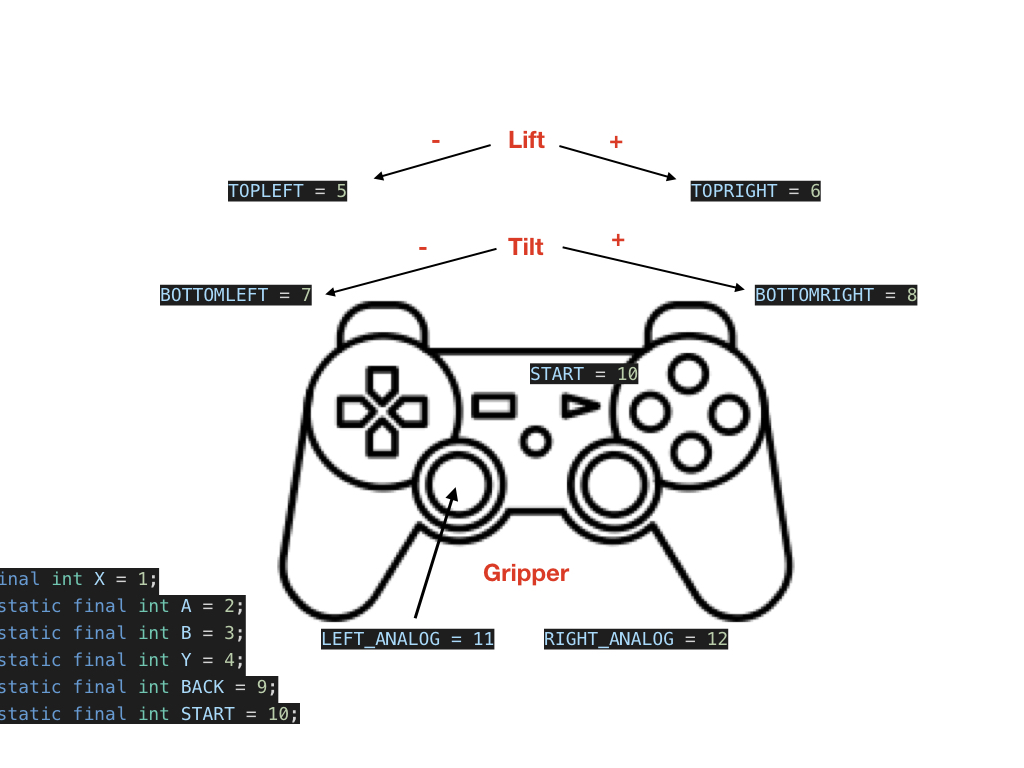 - Lift +
TOPLEFT = 5
TOPRIGHT = 6
- Tilt +
BOTTOMLEFT = 7
BOTTOMRIGHT = 8
START = 10
Gripper
LEFT_ANALOG = 11
RIGHT_ANALOG = 12
inal int X = 1;
static final int A = 2;
static final int B = 3;
static final int Y = 4;
static final int BACK = 9;
static final int START = 10;